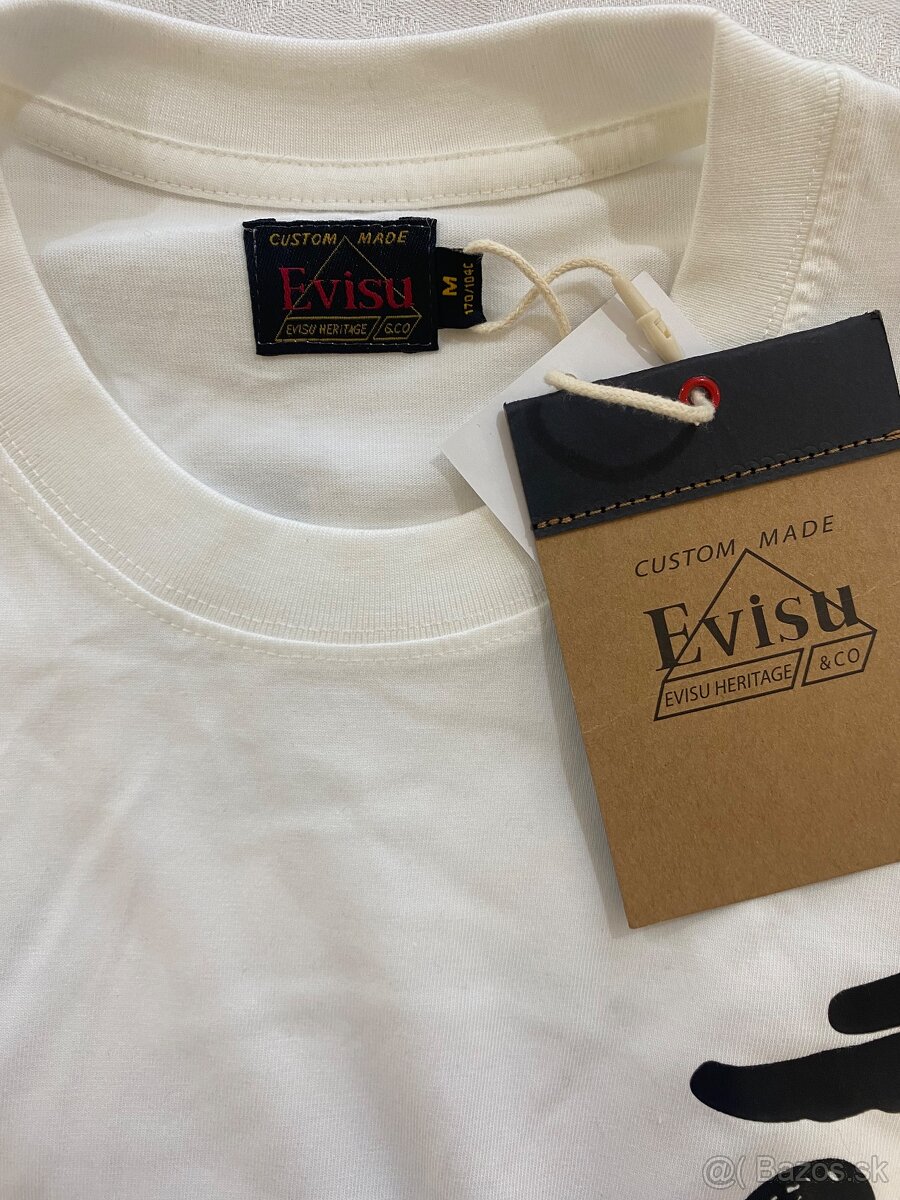 CUSTOM MADE
Evisu
EVISU HERITAGE &CO
M
170/104C
CUSTOM MADE
Evisu
EVISU HERITAGE & CO
@( Bazos.sk